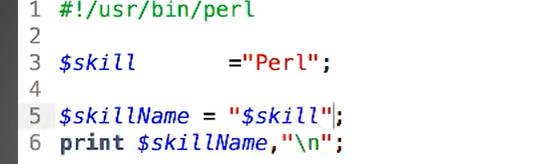 1 #!/usr/bin/perl
2
3 $skill      ="Perl";
4
5 $skillName = "$skill";
6 print $skillName,"\n";